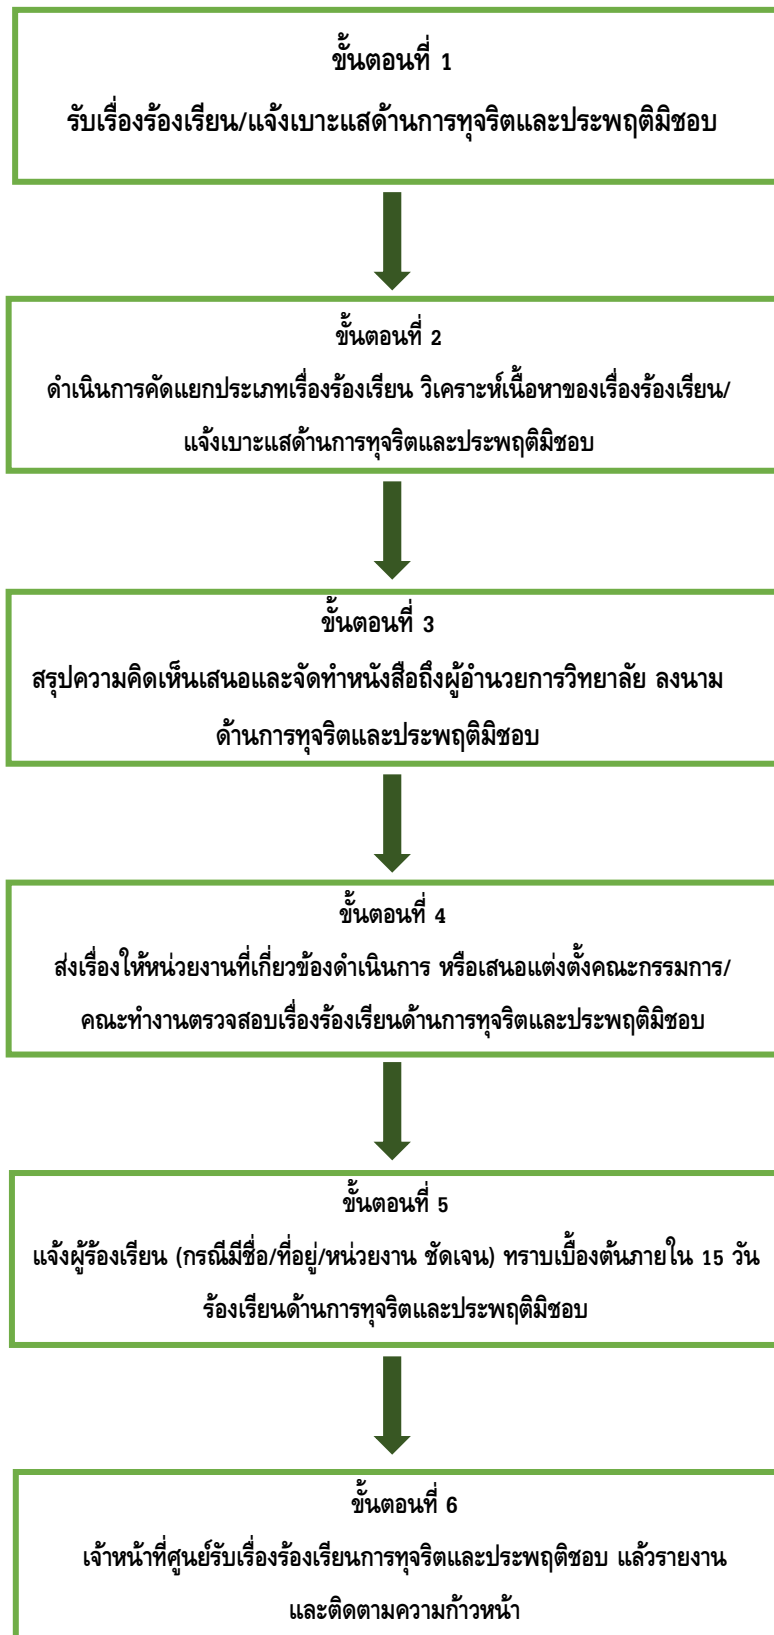 ขั้นตอนที่ 1
รับเรื่องร้องเรียน/แจ้งเบาะแสด้านการทุจริตและประพฤติมิชอบ
ขั้นตอนที่ 2
ดำเนินการคัดแยกประเภทเรื่องร้องเรียน วิเคราะห์เนื้อหาของเรื่องร้องเรียน/
แจ้งเบาะแสด้านการทุจริตและประพฤติมิชอบ
ขั้นตอนที่ 3
สรุปความคิดเห็นเสนอและจัดทำหนังสือถึงผู้อำนวยการวิทยาลัย ลงนาม
ด้านการทุจริตและประพฤติมิชอบ
ขั้นตอนที่ 4
ส่งเรื่องให้หน่วยงานที่เกี่ยวข้องดำเนินการ หรือเสนอแต่งตั้งคณะกรรมการ/
คณะทำงานตรวจสอบเรื่องร้องเรียนด้านการทุจริตและประพฤติมิชอบ
ขั้นตอนที่ 5
แจ้งผู้ร้องเรียน (กรณีมีชื่อ/ที่อยู่/หน่วยงาน ชัดเจน) ทราบเบื้องต้นภายใน 15 วัน
ร้องเรียนด้านการทุจริตและประพฤติมิชอบ
ขั้นตอนที่ 6
เจ้าหน้าที่ศูนย์รับเรื่องร้องเรียนการทุจริตและประพฤติชอบ แล้วรายงาน
และติดตามความก้าวหน้า